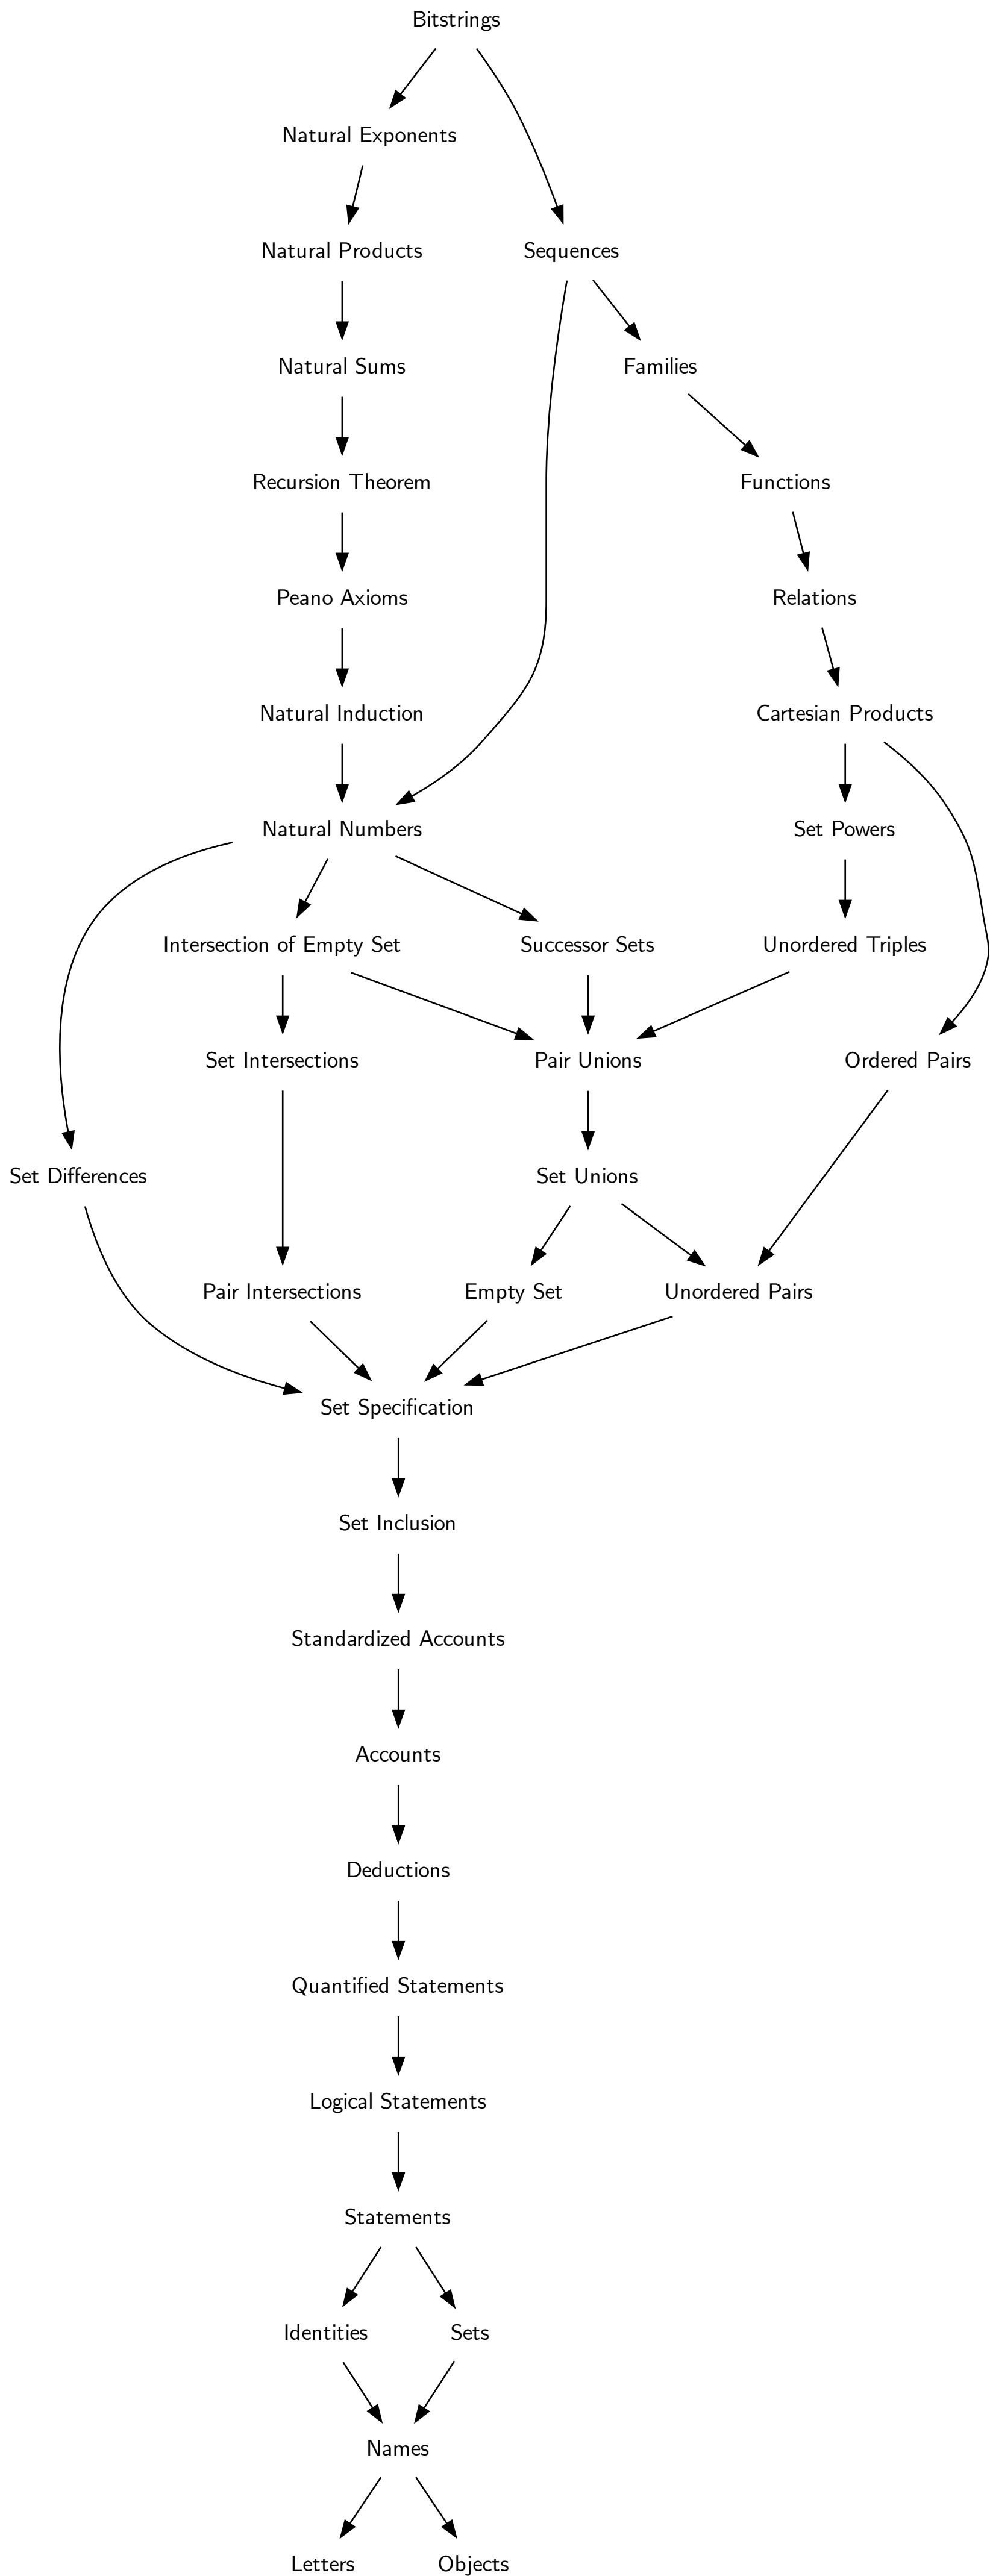 Bitstrings
Natural Exponents
Natural Products
Sequences
Natural Sums
Families
Recursion Theorem
Functions
Peano Axioms
Relations
Natural Induction
Cartesian Products
Natural Numbers
Set Powers
Intersection of Empty Set
Successor Sets
Unordered Triples
Set Intersections
Pair Unions
Ordered Pairs
Set Differences
Set Unions
Pair Intersections
Empty Set
Unordered Pairs
Set Specification
Set Inclusion
Standardized Accounts
Accounts
Deductions
Quantified Statements
Logical Statements
Statements
Identities
Sets
Names
Letters
Objects